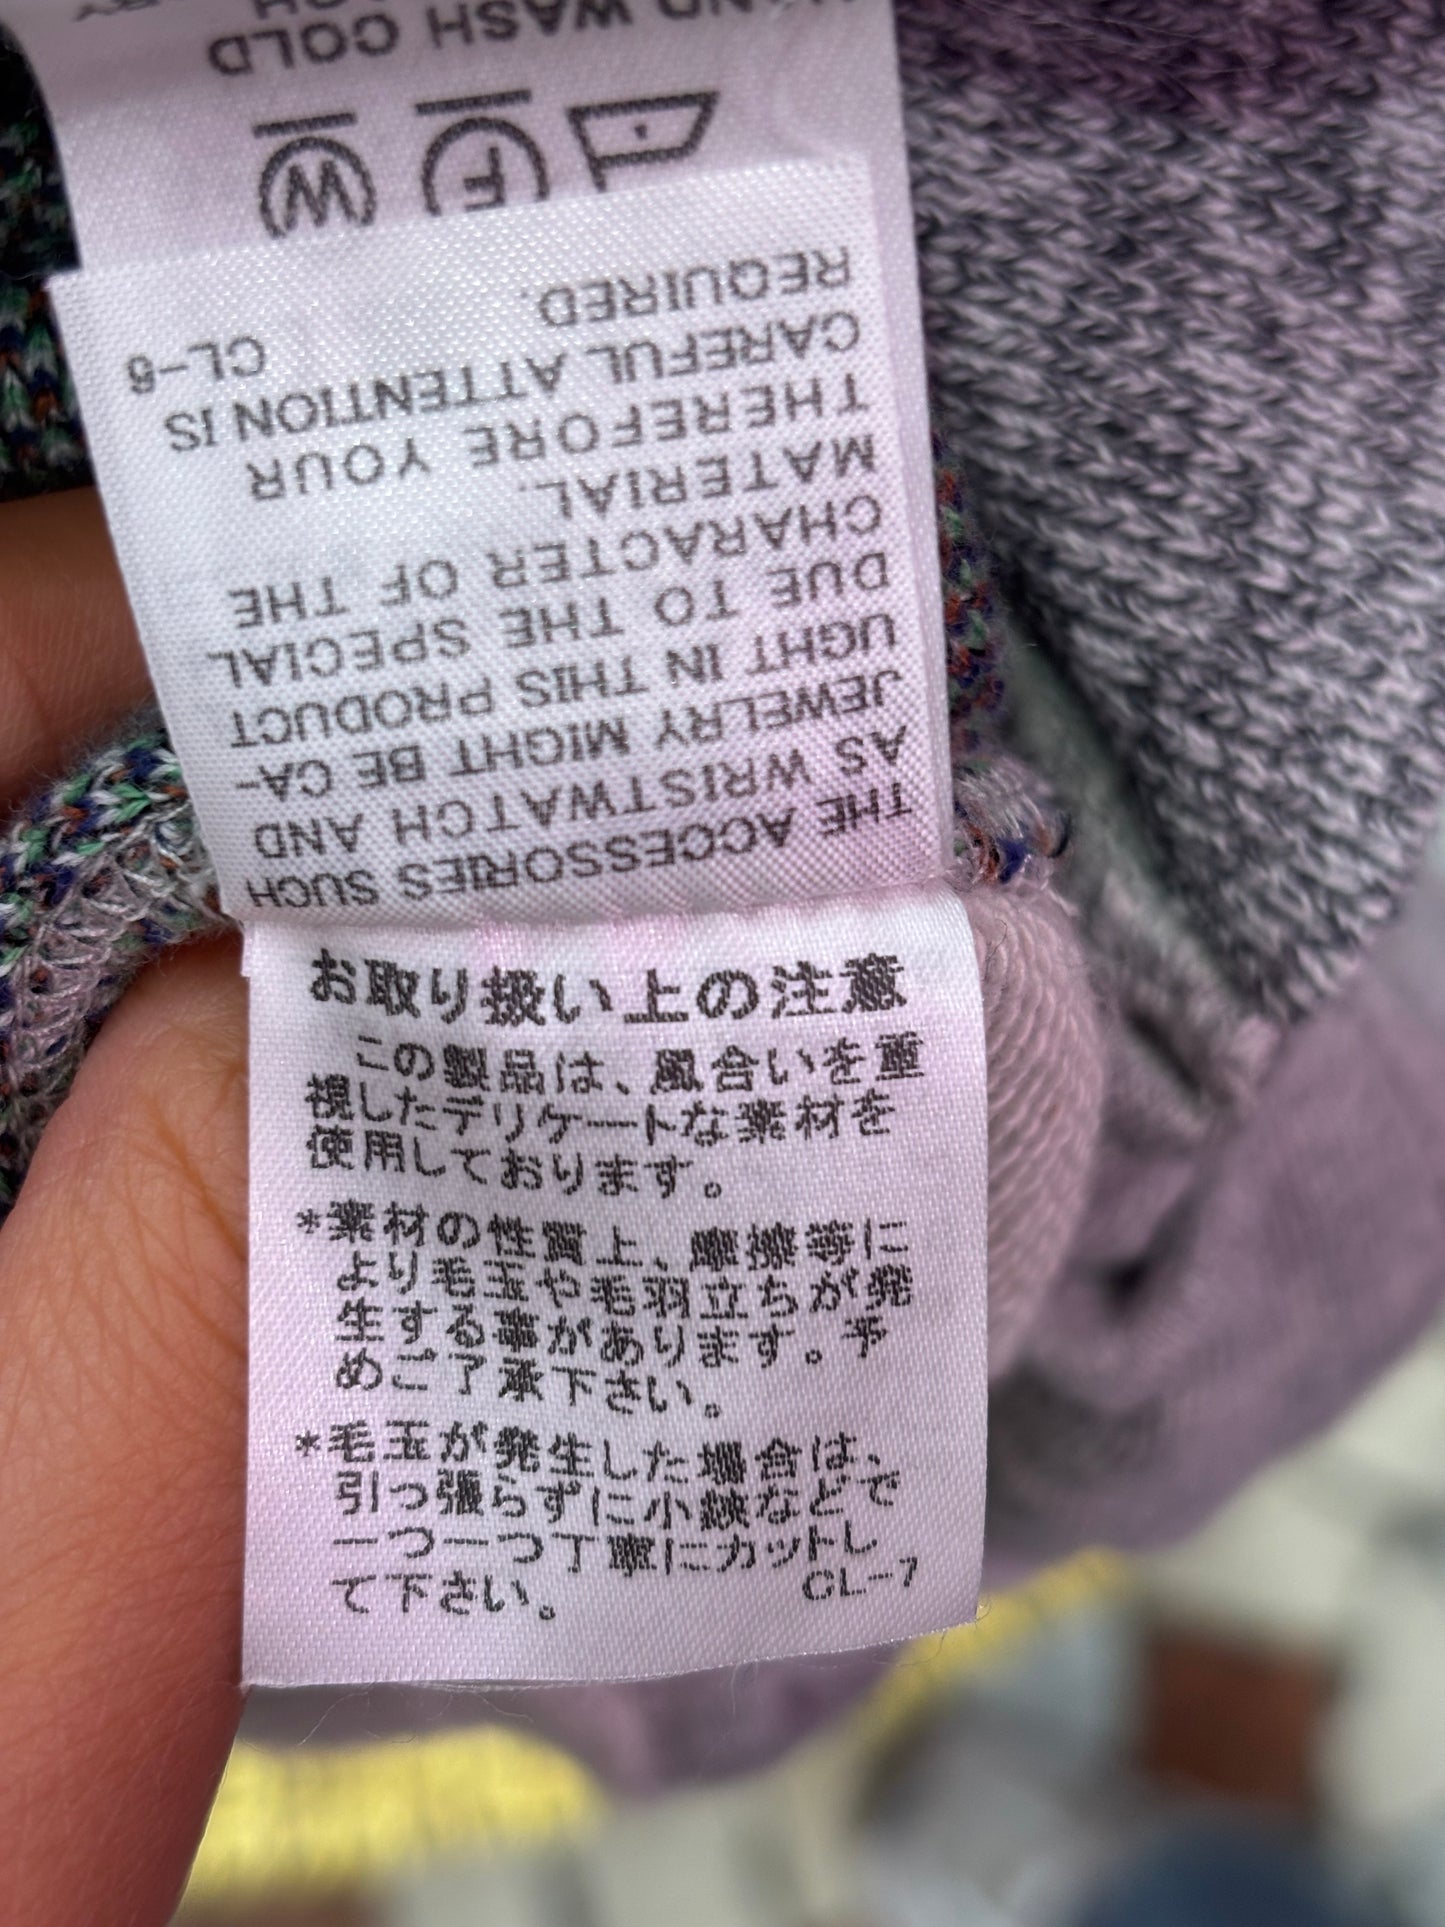 HAND WASH COLD
W
F
THE ACCESSORIES SUCH
AS WRISTWATCH AND
JEWELRY MIGHT BE CA-
UGHT IN THIS PRODUCT
DUE TO THE SPECIAL
CHARACTER OF THE
MATERIAL.
THEREFORE YOUR
CAREFUL ATTENTION IS
REQUIRED.
CL-6
お取り扱い上の注意
この製品は、風合いを重
視したデリケートな素材を
使用しております。
*素材の性質上、摩擦等に
より毛玉や毛羽立ちが発
生する事があります。予
めご了承下さい。
*毛玉が発生した場合は、
引っ張らずに小鋏などで
一つ一つ丁寧にカットし
て下さい。
CL-7